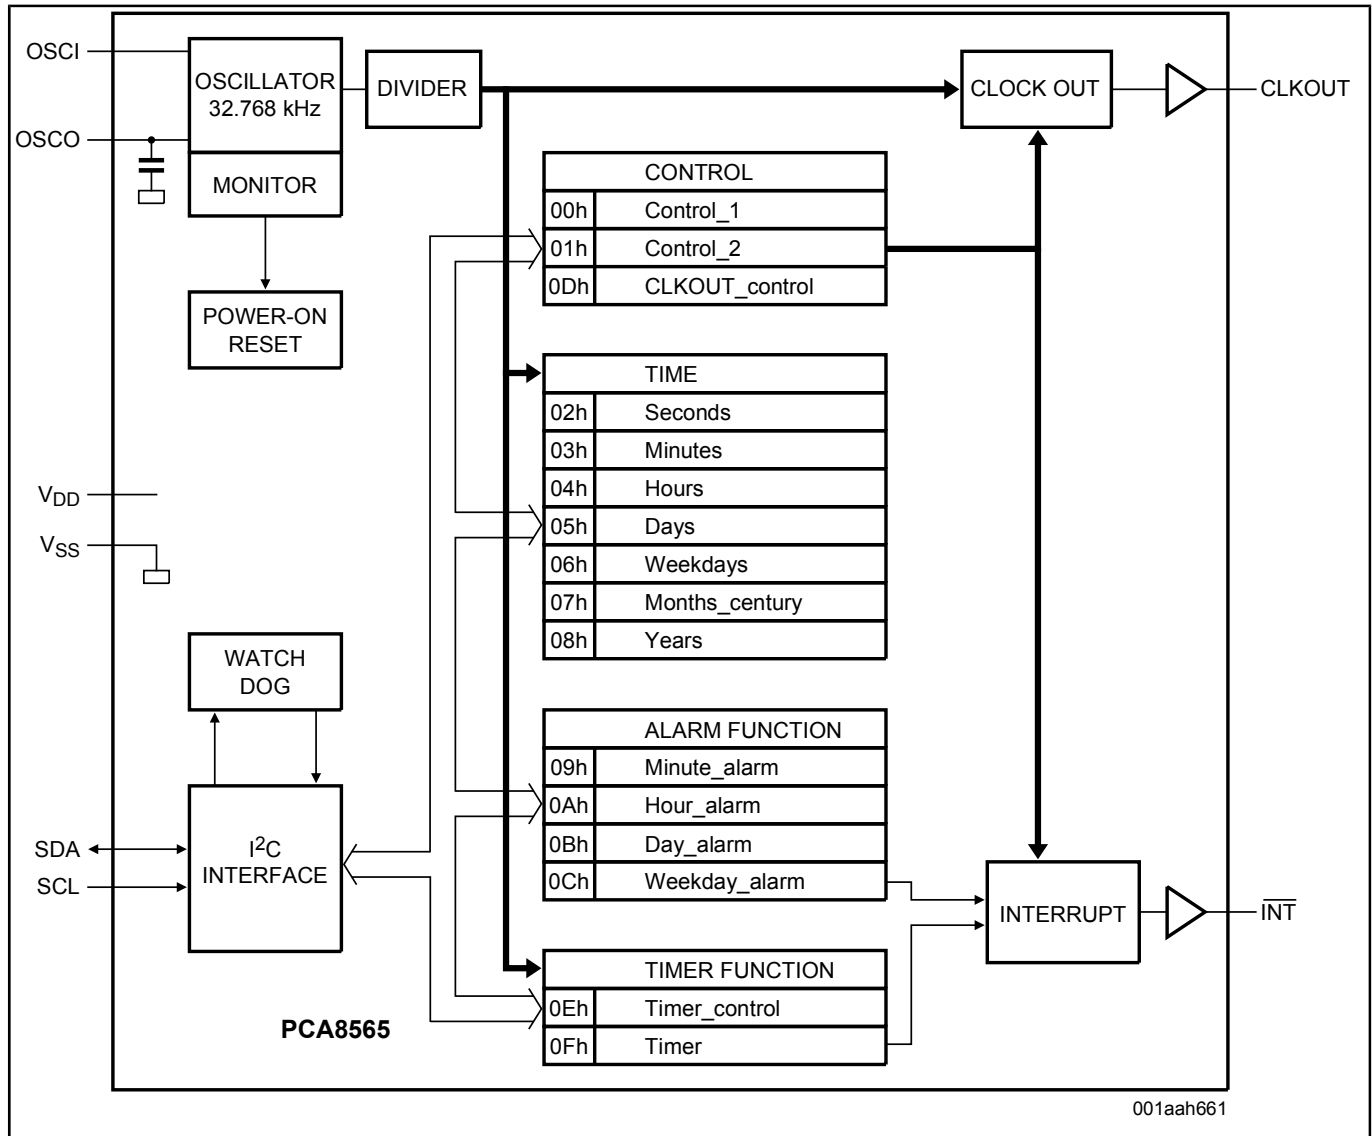 OSCI
OSCO
OSCILLATOR
32.768 kHz
DIVIDER
CLOCK OUT
CLKOUT
MONITOR
POWER-ON
RESET
CONTROL
00h Control_1
01h Control_2
0Dh CLKOUT_control
TIME
02h Seconds
03h Minutes
04h Hours
05h Days
06h Weekdays
07h Months_century
08h Years
VDD
VSS
WATCH
DOG
I2C
INTERFACE
SDA
SCL
ALARM FUNCTION
09h Minute_alarm
0Ah Hour_alarm
0Bh Day_alarm
0Ch Weekday_alarm
INTERRUPT
INT
TIMER FUNCTION
0Eh Timer_control
0Fh Timer
PCA8565
001aah661